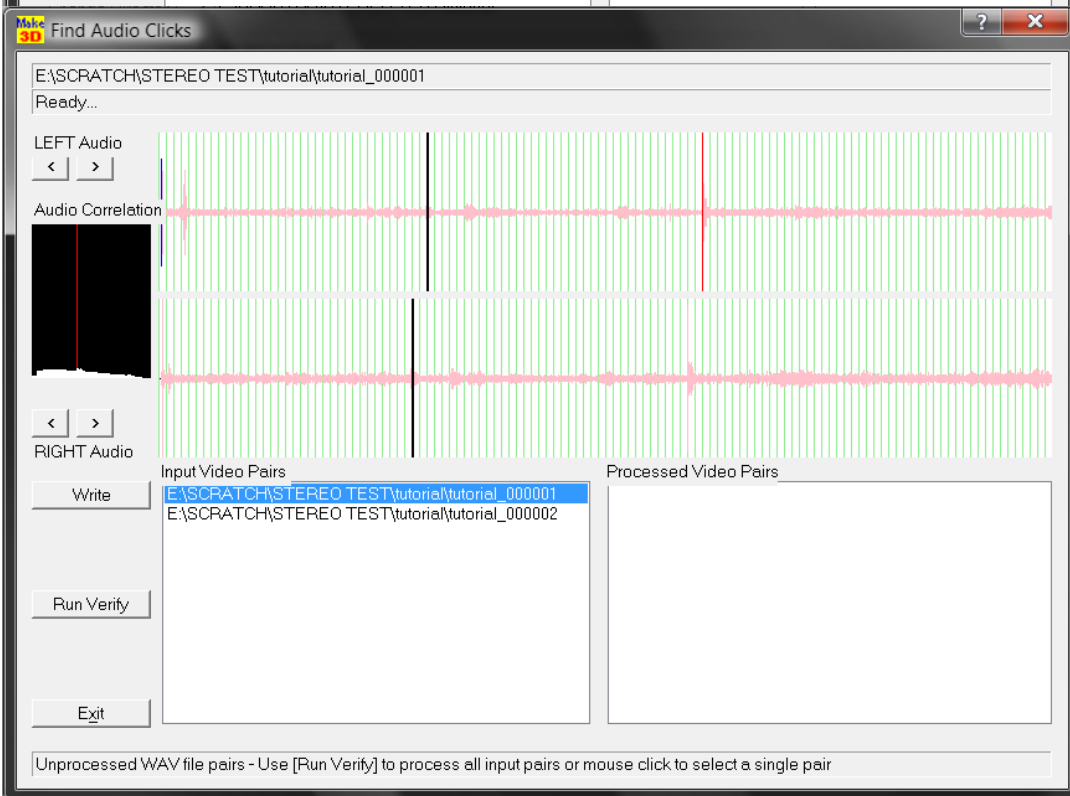 Make
3D
Find Audio Clicks
?
X
E:\SCRATCH\STEREO TEST\tutorial\tutorial_000001
Ready...
LEFT Audio
< >
Audio Correlation
< >
RIGHT Audio
Input Video Pairs
Processed Video Pairs
Write
E:\SCRATCH\STEREO TEST\tutorial\tutorial_000001
E:\SCRATCH\STEREO TEST\tutorial\tutorial_000002
Run Verify
Exit
Unprocessed WAV file pairs - Use [Run Verify] to process all input pairs or mouse click to select a single pair